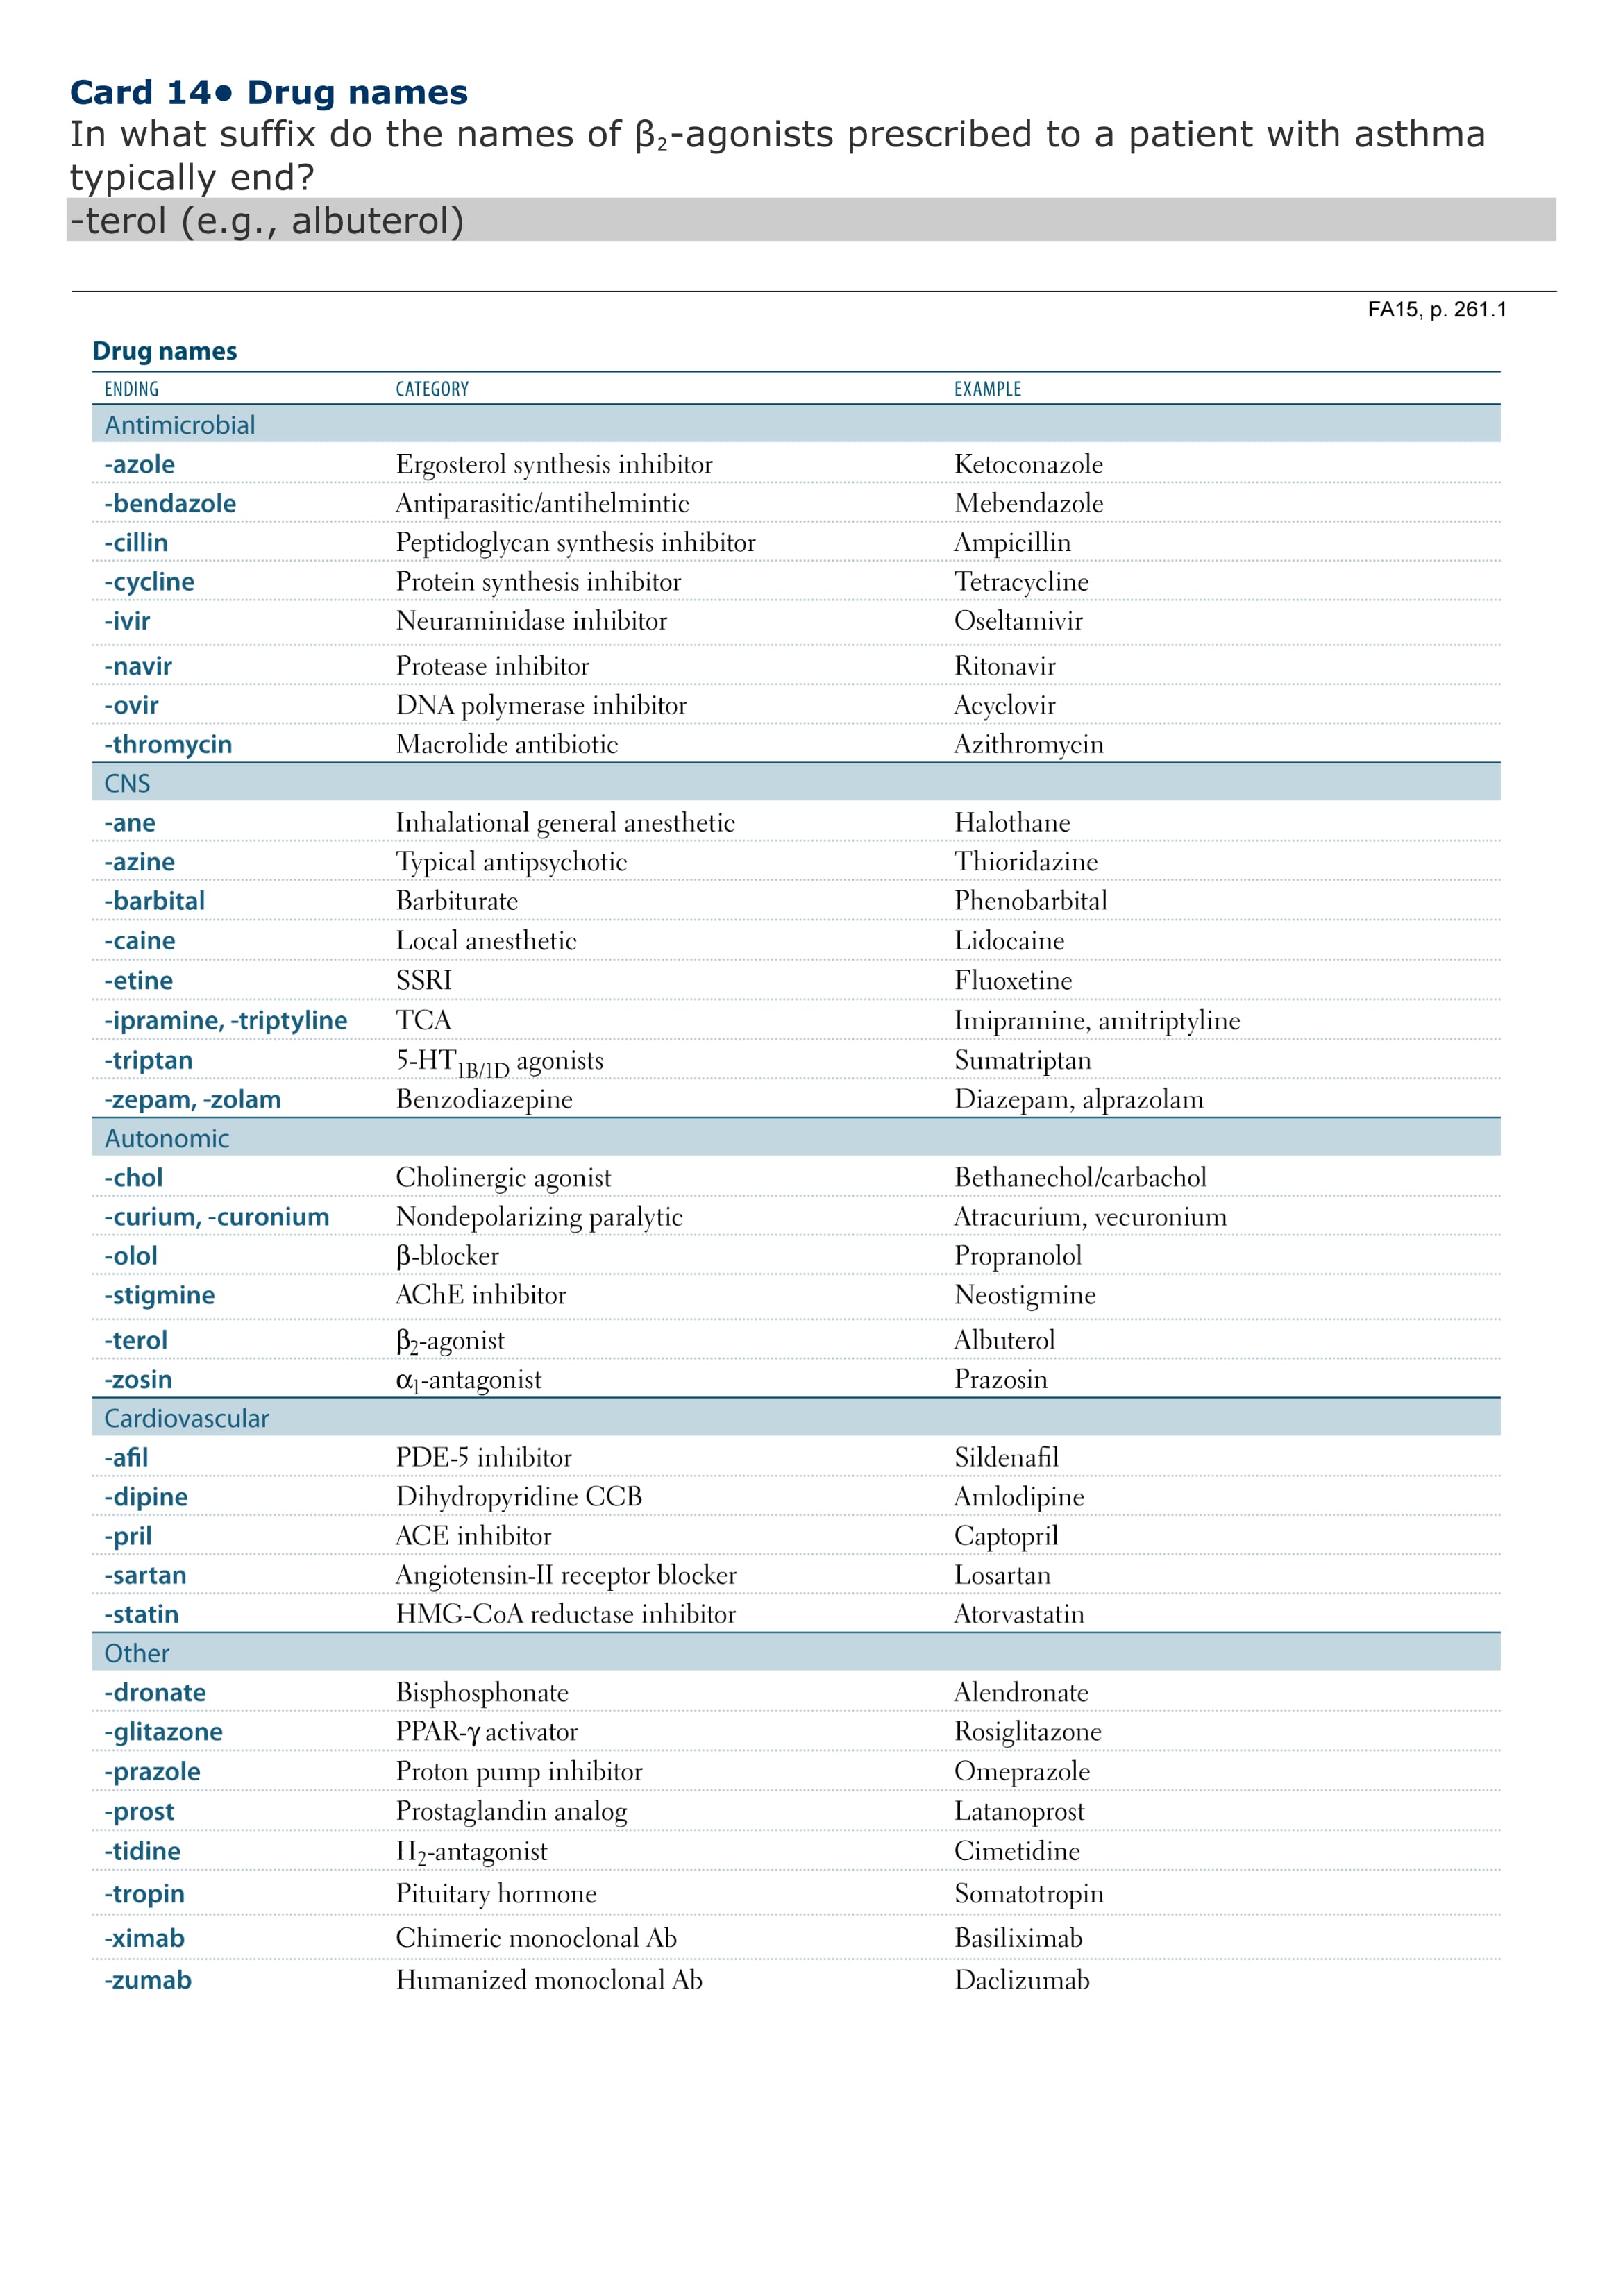 Card 14● Drug names
In what suffix do the names of β₂-agonists prescribed to a patient with asthma
typically end?
-terol (e.g., albuterol)
FA15, p. 261.1
Drug names
ENDING CATEGORY EXAMPLE
Antimicrobial
-azole Ergosterol synthesis inhibitor Ketoconazole
-bendazole Antiparasitic/antihelmintic Mebendazole
-cillin Peptidoglycan synthesis inhibitor Ampicillin
-cycline Protein synthesis inhibitor Tetracycline
-ivir Neuraminidase inhibitor Oseltamivir
-navir Protease inhibitor Ritonavir
-ovir DNA polymerase inhibitor Acyclovir
-thromycin Macrolide antibiotic Azithromycin
CNS
-ane Inhalational general anesthetic Halothane
-azine Typical antipsychotic Thioridazine
-barbital Barbiturate Phenobarbital
-caine Local anesthetic Lidocaine
-etine SSRI Fluoxetine
-ipramine, -triptyline TCA Imipramine, amitriptyline
-triptan 5-HT1B/1D agonists Sumatriptan
-zepam, -zolam Benzodiazepine Diazepam, alprazolam
Autonomic
-chol Cholinergic agonist Bethanechol/carbachol
-curium, -curonium Nondepolarizing paralytic Atracurium, vecuronium
-olol β-blocker Propranolol
-stigmine AChE inhibitor Neostigmine
-terol β₂-agonist Albuterol
-zosin α₁-antagonist Prazosin
Cardiovascular
-afil PDE-5 inhibitor Sildenafil
-dipine Dihydropyridine CCB Amlodipine
-pril ACE inhibitor Captopril
-sartan Angiotensin-II receptor blocker Losartan
-statin HMG-CoA reductase inhibitor Atorvastatin
Other
-dronate Bisphosphonate Alendronate
-glitazone PPAR-γ activator Rosiglitazone
-prazole Proton pump inhibitor Omeprazole
-prost Prostaglandin analog Latanoprost
-tidine H₂-antagonist Cimetidine
-tropin Pituitary hormone Somatotropin
-ximab Chimeric monoclonal Ab Basiliximab
-zumab Humanized monoclonal Ab Daclizumab